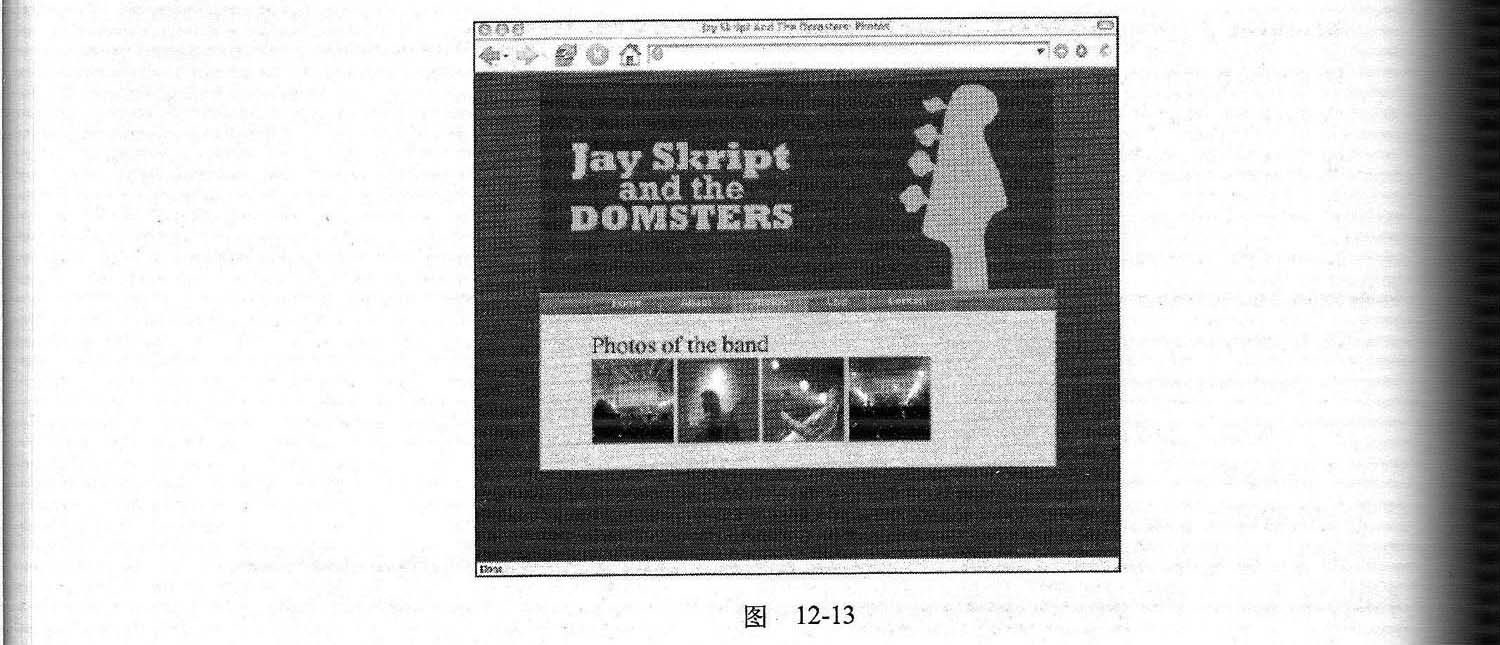 Jay Skript And The Domsters: Photos
Jay Skript
and the
DOMSTERS
Home About Photos Live Contact
Photos of the band
Done
图 12-13